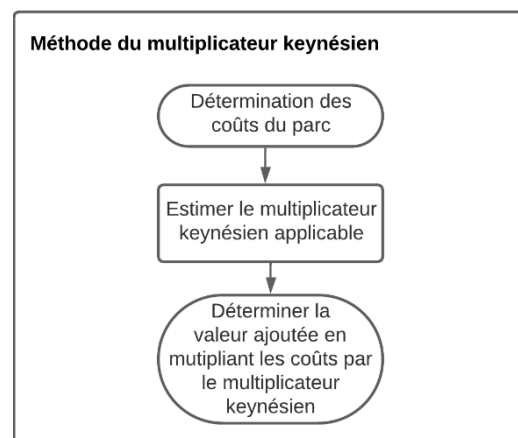 Méthode du multiplicateur keynésien
Détermination des
coûts du parc
Estimer le multiplicateur
keynésien applicable
Déterminer la
valeur ajoutée en
mutipliant les coûts par
le multiplicateur
keynésien